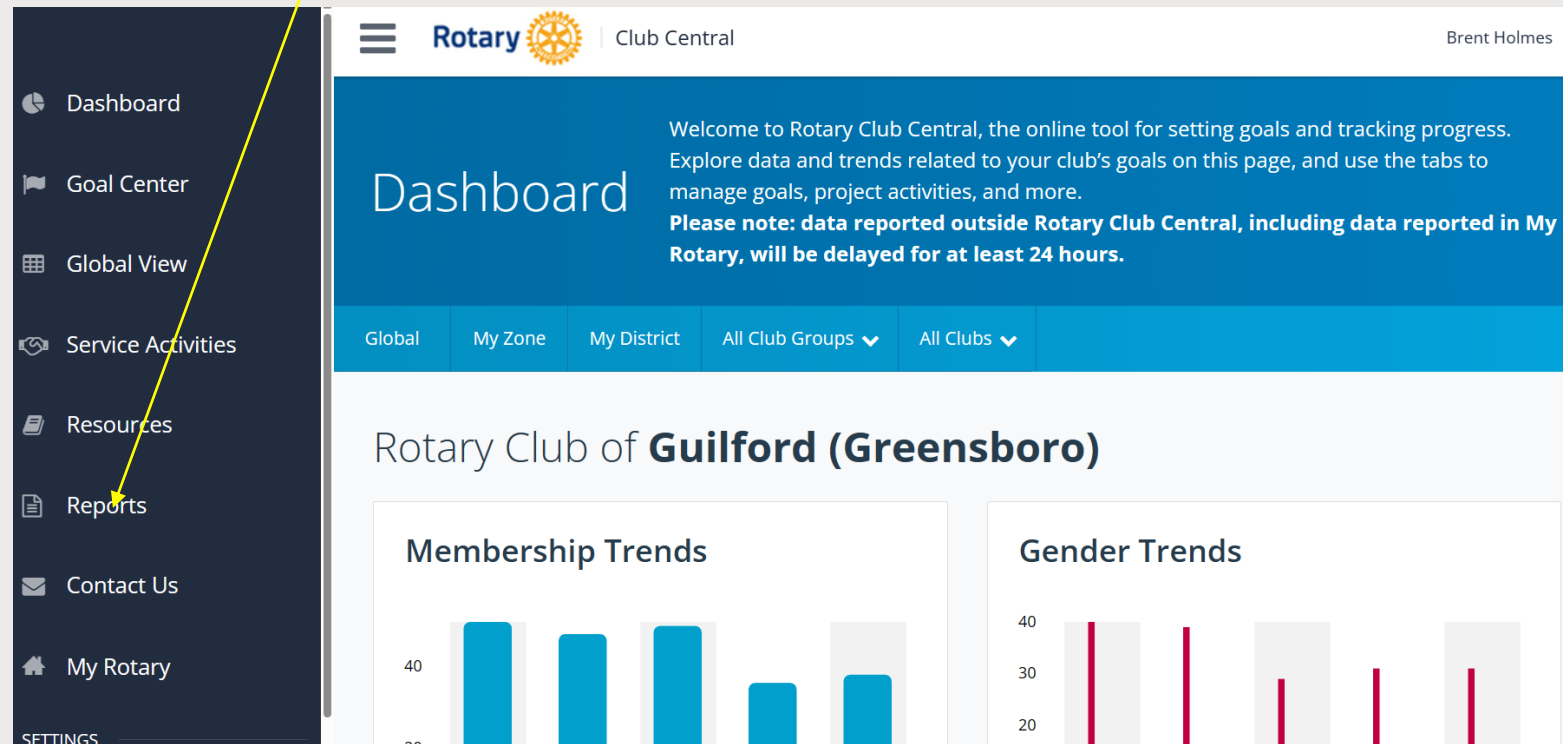 Rotary | Club Central
Brent Holmes
Dashboard
Goal Center
Global View
Service Activities
Resources
Reports
Contact Us
My Rotary
SETTINGS
Dashboard
Welcome to Rotary Club Central, the online tool for setting goals and tracking progress.
Explore data and trends related to your club's goals on this page, and use the tabs to
manage goals, project activities, and more.
Please note: data reported outside Rotary Club Central, including data reported in My
Rotary, will be delayed for at least 24 hours.
Global My Zone My District All Club Groups All Clubs
Rotary Club of Guilford (Greensboro)
Membership Trends
40
Gender Trends
40
30
20